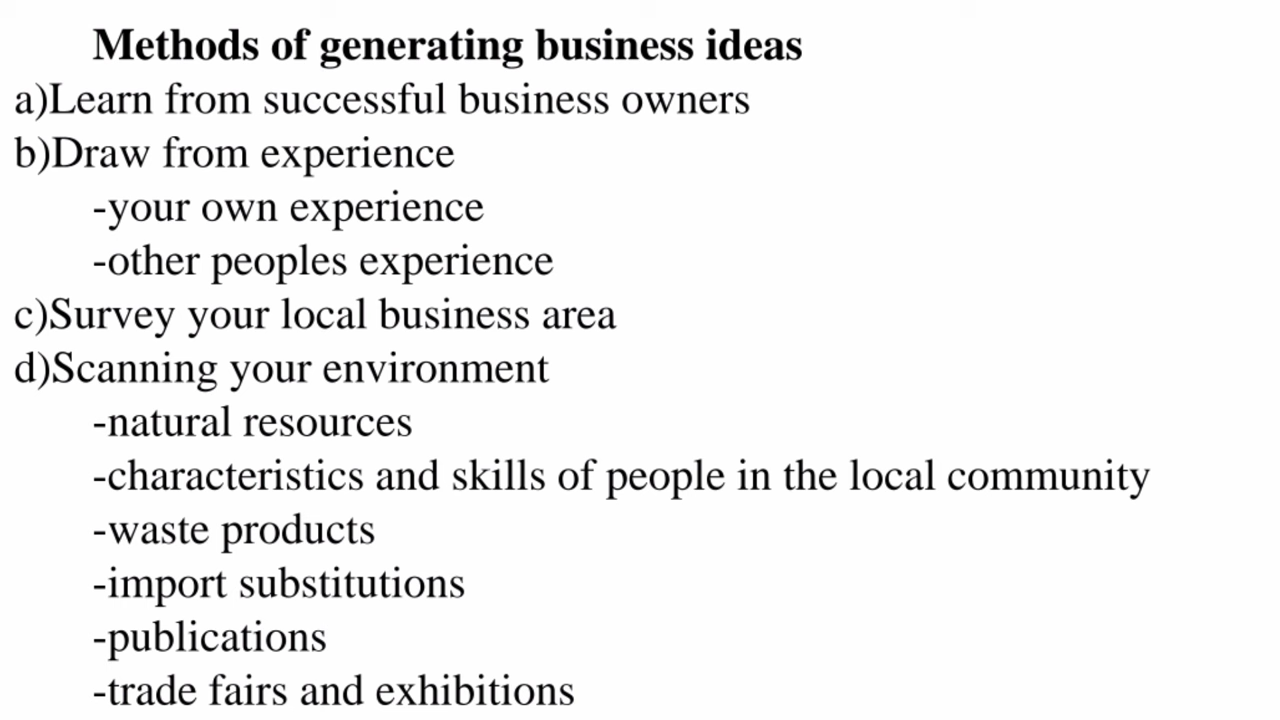 Methods of generating business ideas
a)Learn from successful business owners
b)Draw from experience
-your own experience
-other peoples experience
c)Survey your local business area
d)Scanning your environment
-natural resources
-characteristics and skills of people in the local community
-waste products
-import substitutions
-publications
-trade fairs and exhibitions